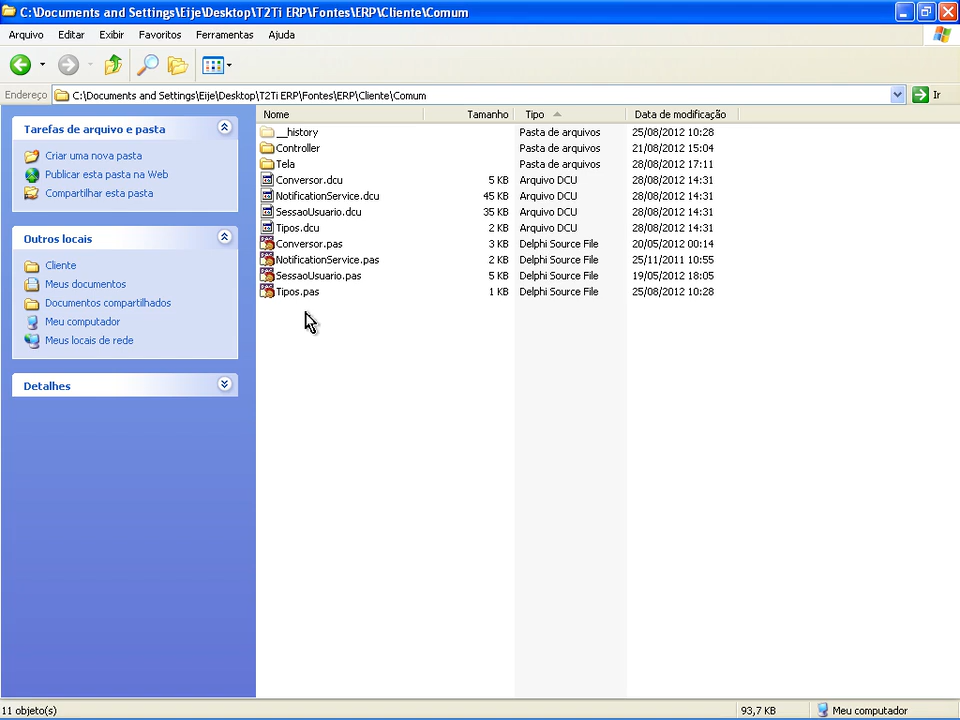 C:\Documents and Settings\Eije\Desktop\T2Ti ERP\Fontes\ERP\Cliente\Comum
Arquivo Editar Exibir Favoritos Ferramentas Ajuda
Endereço C:\Documents and Settings\Eije\Desktop\T2Ti ERP\Fontes\ERP\Cliente\Comum Ir
Tarefas de arquivo e pasta
Criar uma nova pasta
Publicar esta pasta na Web
Compartilhar esta pasta
Outros locais
Cliente
Meus documentos
Documentos compartilhados
Meu computador
Meus locais de rede
Detalhes
Nome Tamanho Tipo Data de modificação
__history Pasta de arquivos 25/08/2012 10:28
Controller Pasta de arquivos 21/08/2012 15:04
Tela Pasta de arquivos 28/08/2012 17:11
Conversor.dcu 5 KB Arquivo DCU 28/08/2012 14:31
NotificationService.dcu 45 KB Arquivo DCU 28/08/2012 14:31
SessaoUsuario.dcu 35 KB Arquivo DCU 28/08/2012 14:31
Tipos.dcu 2 KB Arquivo DCU 28/08/2012 14:31
Conversor.pas 3 KB Delphi Source File 20/05/2012 00:14
NotificationService.pas 2 KB Delphi Source File 25/11/2011 10:55
SessaoUsuario.pas 5 KB Delphi Source File 19/05/2012 18:05
Tipos.pas 1 KB Delphi Source File 25/08/2012 10:28
11 objeto(s) 93,7 KB Meu computador